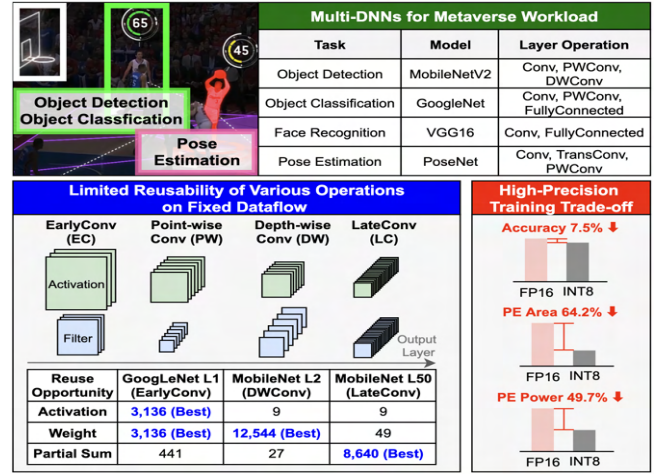 65
45
Object Detection
Object Classfication
Pose
Estimation
Multi-DNNs for Metaverse Workload
Task Model Layer Operation
Object Detection MobileNetV2 Conv, PWConv, DWConv
Object Classification GoogleNet Conv, PWConv, FullyConnected
Face Recognition VGG16 Conv, FullyConnected
Pose Estimation PoseNet Conv, TransConv, PWConv
Limited Reusability of Various Operations
on Fixed Dataflow
EarlyConv (EC) Point-wise Conv (PW) Depth-wise Conv (DW) LateConv (LC)
Activation
Filter
Output
Layer
Reuse Opportunity GoogLeNet L1 (EarlyConv) MobileNet L2 (DWConv) MobileNet L50 (LateConv)
Activation 3,136 (Best) 9 9
Weight 3,136 (Best) 12,544 (Best) 49
Partial Sum 441 27 8,640 (Best)
High-Precision
Training Trade-off
Accuracy 7.5%
FP16 INT8
PE Area 64.2%
FP16 INT8
PE Power 49.7%
FP16 INT8